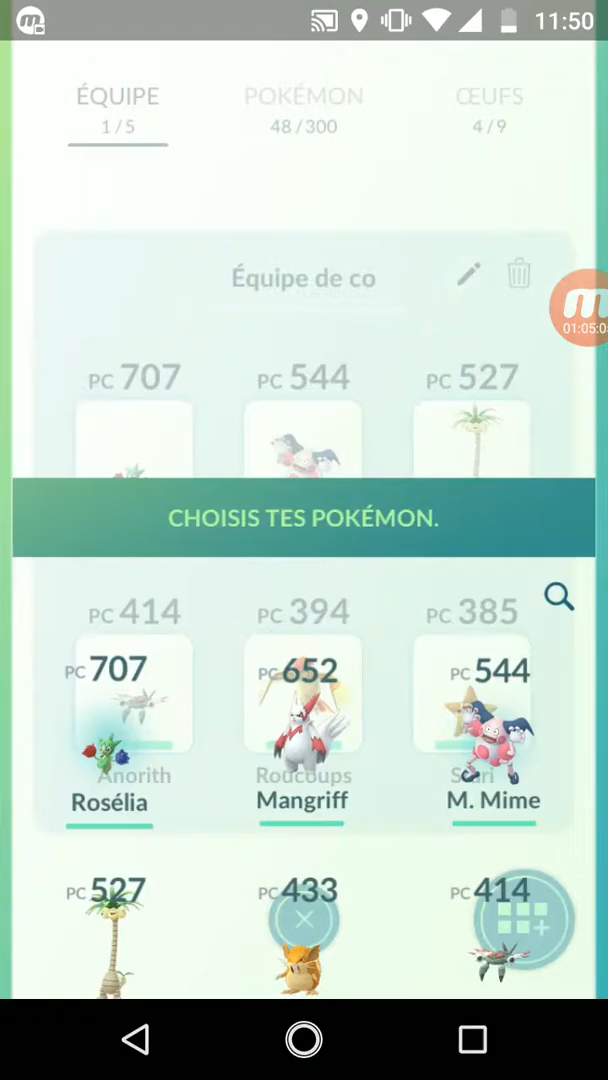 11:50
ÉQUIPE POKÉMON ŒUFS
1/5 48/300 4/9
Équipe de co
01:05:0
PC 707 PC 544 PC 527
CHOISIS TES POKÉMON.
PC 414 PC 394 PC 385
PC 707 PC 652 PC 544
Anorith Roucoups Stari
Rosélia Mangriff M. Mime
PC 527 PC 433 PC 414